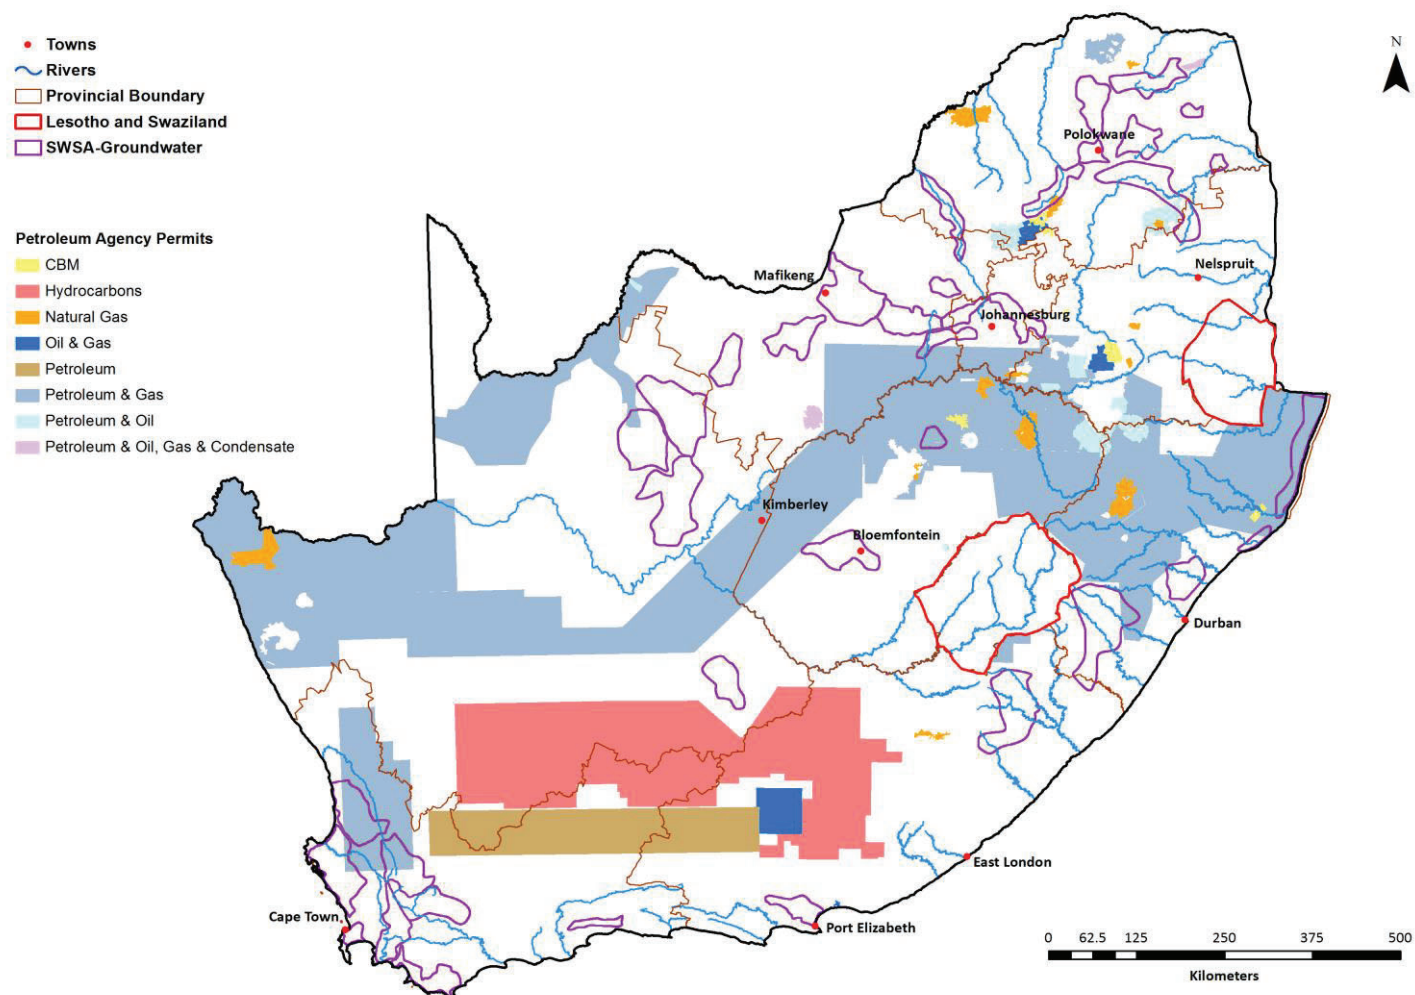 Towns
Rivers
Provincial Boundary
Lesotho and Swaziland
SWSA-Groundwater
Petroleum Agency Permits
CBM
Hydrocarbons
Natural Gas
Oil & Gas
Petroleum
Petroleum & Gas
Petroleum & Oil
Petroleum & Oil, Gas & Condensate
N
Polokwane
Nelspruit
Mafikeng
Johannesburg
Kimberley
Bloemfontein
Durban
East London
Cape Town
Port Elizabeth
0 62.5 125 250 375 500
Kilometers